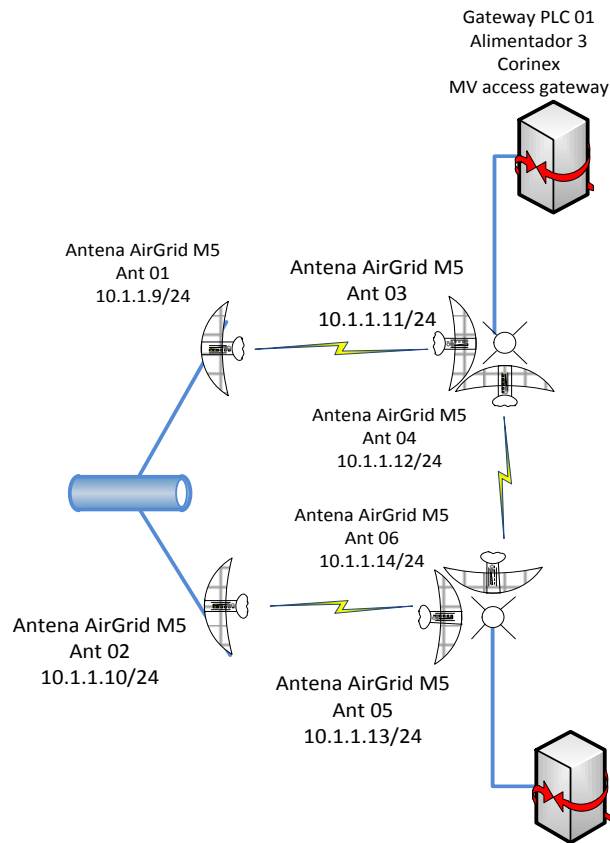 Gateway PLC 01
Alimentador 3
Corinex
MV access gateway
Antena AirGrid M5
Ant 01
10.1.1.9/24
Antena AirGrid M5
Ant 03
10.1.1.11/24
Antena AirGrid M5
Ant 04
10.1.1.12/24
Antena AirGrid M5
Ant 06
10.1.1.14/24
Antena AirGrid M5
Ant 02
10.1.1.10/24
Antena AirGrid M5
Ant 05
10.1.1.13/24